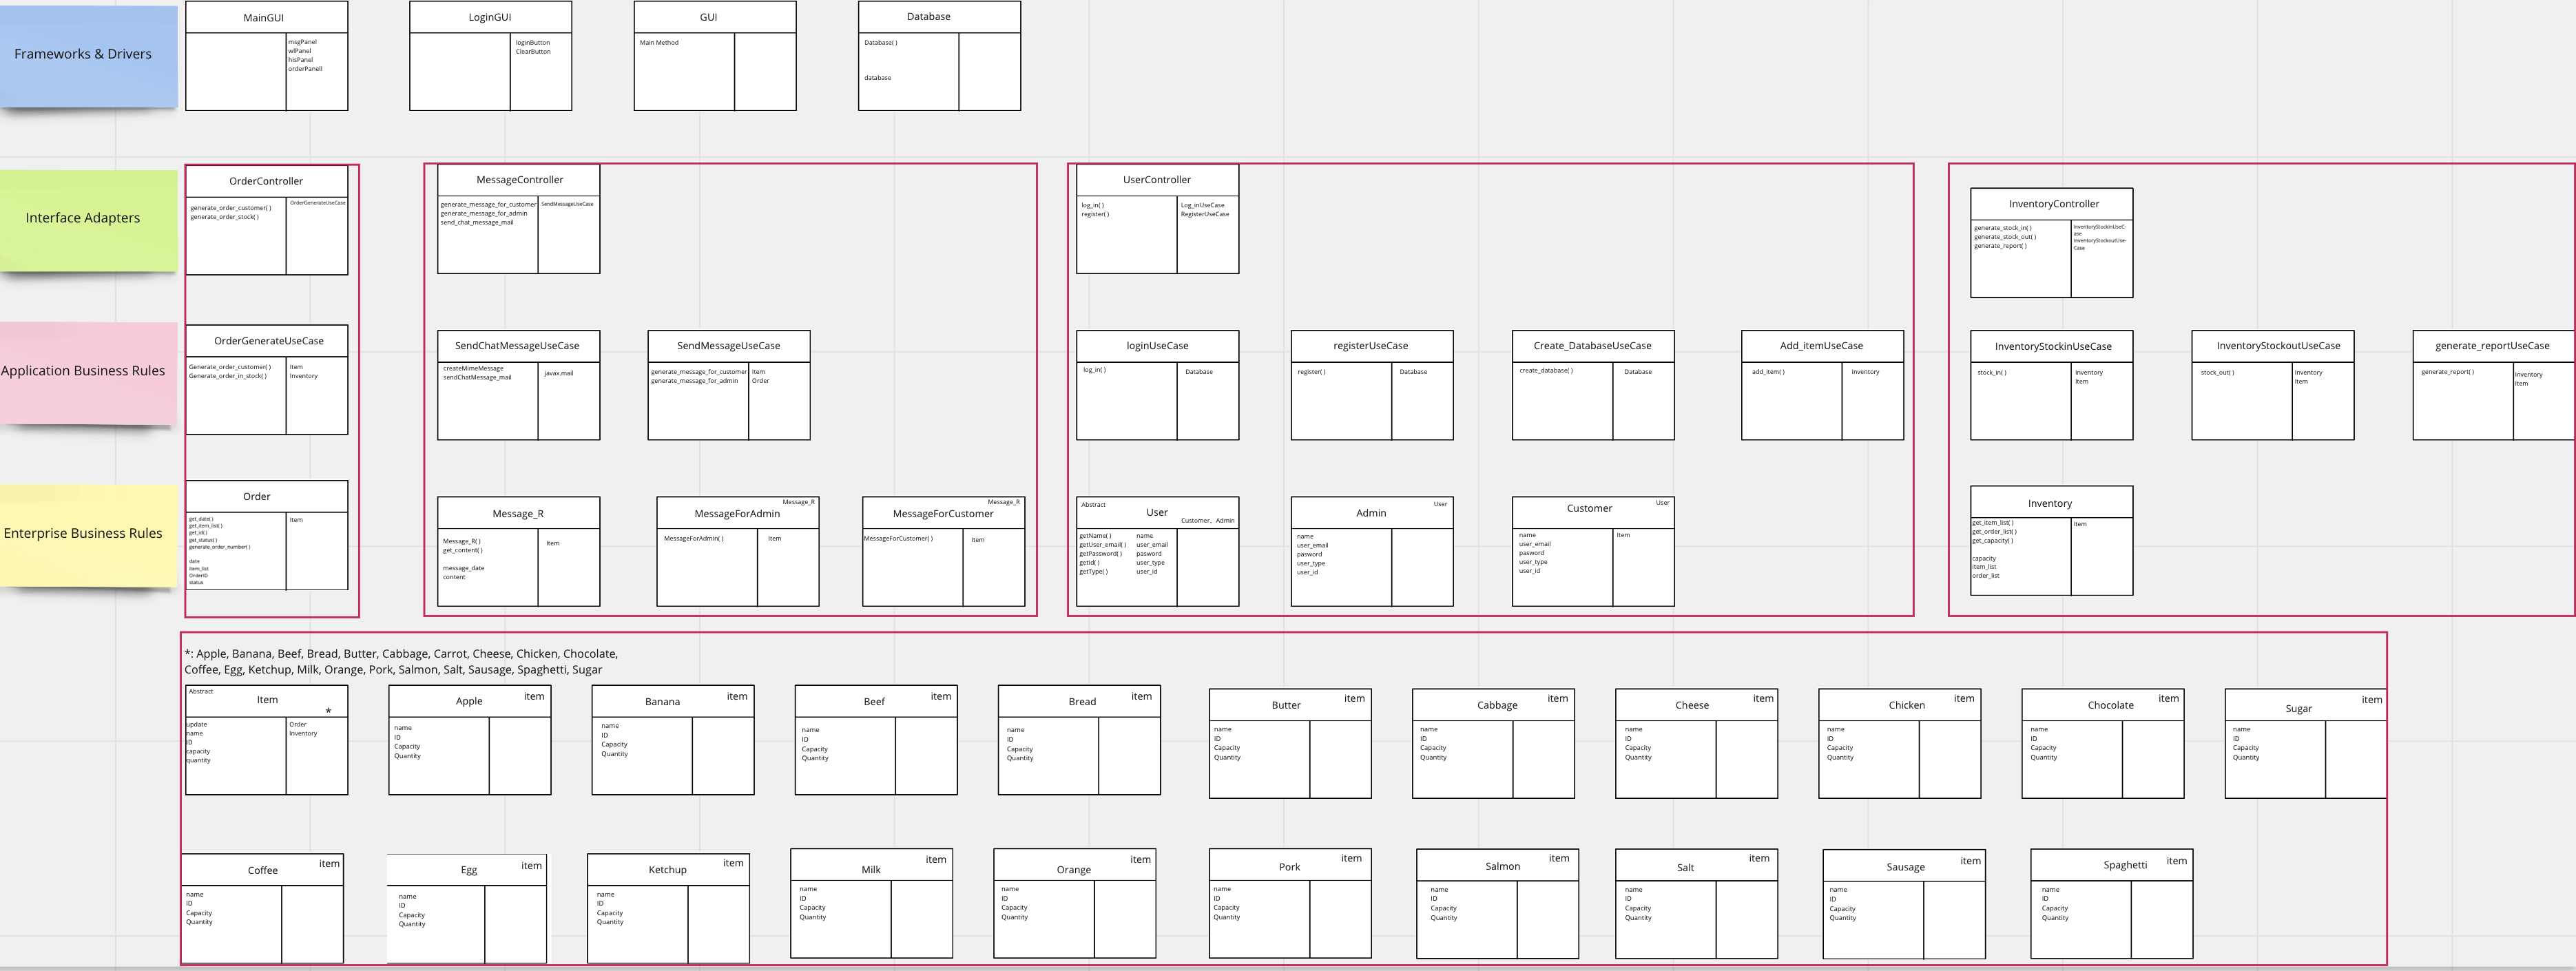 Frameworks & Drivers
MainGUI
msgPanel
wlPanel
hisPanel
orderPanell
LoginGUI
loginButton
ClearButton
GUI
Main Method
Database
Database( )
database
Interface Adapters
OrderController
generate_order_customer( )
generate_order_stock( )
OrderGenerateUseCase
MessageController
generate_message_for_customer
generate_message_for_admin
send_chat_message_mail
SendMessageUseCase
UserController
log_in( )
register( )
Log_inUseCase
RegisterUseCase
InventoryController
generate_stock_in( )
generate_stock_out( )
generate_report( )
InventoryStockinUseC-
ase
InventoryStockoutUse-
Case
Application Business Rules
OrderGenerateUseCase
Generate_order_customer( )
Generate_order_in_stock( )
Item
Inventory
SendChatMessageUseCase
createMimeMessage
sendChatMessage_mail
javax.mail
SendMessageUseCase
generate_message_for_customer
generate_message_for_admin
Item
Order
loginUseCase
log_in( )
Database
registerUseCase
register( )
Database
Create_DatabaseUseCase
create_database( )
Database
Add_itemUseCase
add_item( )
Inventory
InventoryStockinUseCase
stock_in( )
Inventory
Item
InventoryStockoutUseCase
stock_out( )
Inventory
Item
generate_reportUseCase
generate_report( )
Inventory
Item
Enterprise Business Rules
Order
get_date( )
get_item_list( )
get_id( )
get_status( )
generate_order_number( )
date
item_list
OrderID
status
Item
Message_R
Message_R( )
get_content( )
message_date
content
Item
Message_R
MessageForAdmin
MessageForAdmin( )
Item
Message_R
MessageForCustomer
MessageForCustomer( )
Item
Abstract
User
Customer, Admin
getName( )
getUser_email( )
getPassword( )
getId( )
getType( )
name
user_email
pasword
user_type
user_id
User
Admin
name
user_email
pasword
user_type
user_id
User
Customer
name
user_email
pasword
user_type
user_id
Item
Inventory
get_item_list( )
get_order_list( )
get_capacity( )
capacity
item_list
order_list
Item
*: Apple, Banana, Beef, Bread, Butter, Cabbage, Carrot, Cheese, Chicken, Chocolate,
Coffee, Egg, Ketchup, Milk, Orange, Pork, Salmon, Salt, Sausage, Spaghetti, Sugar
Abstract
Item
*
update
name
ID
capacity
quantity
Order
Inventory
item
Apple
name
ID
Capacity
Quantity
item
Banana
name
ID
Capacity
Quantity
item
Beef
name
ID
Capacity
Quantity
item
Bread
name
ID
Capacity
Quantity
item
Butter
name
ID
Capacity
Quantity
item
Cabbage
name
ID
Capacity
Quantity
item
Cheese
name
ID
Capacity
Quantity
item
Chicken
name
ID
Capacity
Quantity
item
Chocolate
name
ID
Capacity
Quantity
item
Sugar
name
ID
Capacity
Quantity
item
Coffee
name
ID
Capacity
Quantity
item
Egg
name
ID
Capacity
Quantity
item
Ketchup
name
ID
Capacity
Quantity
item
Milk
name
ID
Capacity
Quantity
item
Orange
name
ID
Capacity
Quantity
item
Pork
name
ID
Capacity
Quantity
item
Salmon
name
ID
Capacity
Quantity
item
Salt
name
ID
Capacity
Quantity
item
Sausage
name
ID
Capacity
Quantity
item
Spaghetti
name
ID
Capacity
Quantity